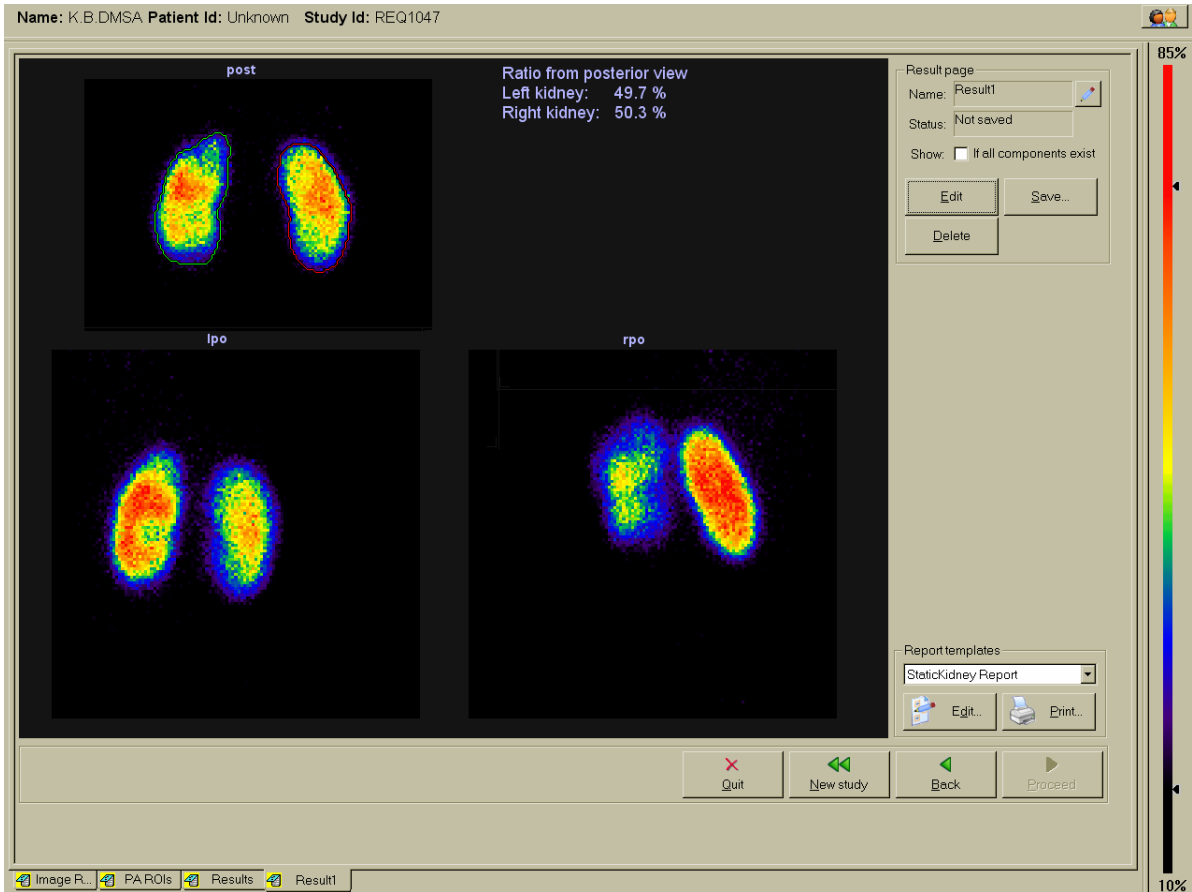 Name: K.B.DMSA Patient Id: Unknown Study Id: REQ1047
85%
post
Ratio from posterior view
Left kidney: 49.7 %
Right kidney: 50.3 %
Result page
Name: Result1
Status: Not saved
Show: If all components exist
Edit
Save...
Delete
lpo
rpo
Report templates
StaticKidney Report
Edit...
Print...
Quit
New study
Back
Proceed
Image R...
PA ROIs
Results
Result1
10%